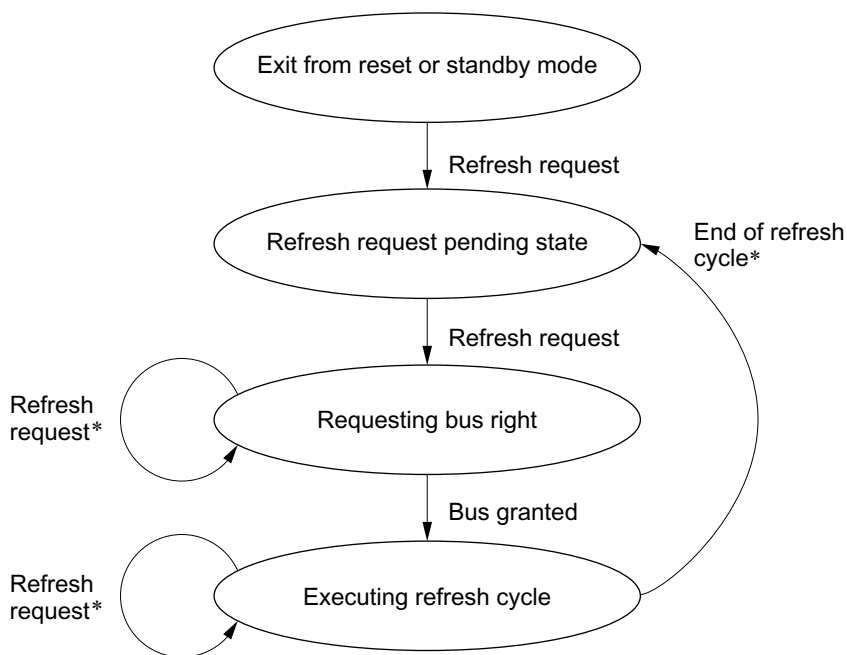 Exit from reset or standby mode
Refresh request
Refresh request pending state
End of refresh
cycle*
Refresh request
Refresh
request*
Requesting bus right
Bus granted
Refresh
request*
Executing refresh cycle